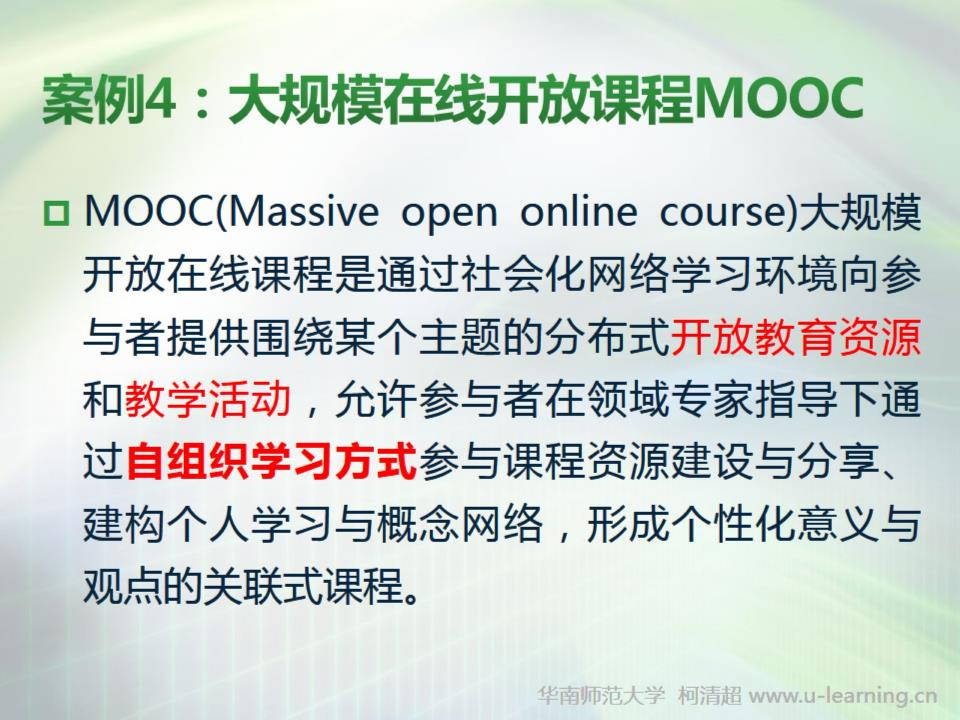 案例4：大规模在线开放课程MOOC
MOOC(Massive open online course)大规模
开放在线课程是通过社会化网络学习环境向参
与者提供围绕某个主题的分布式开放教育资源
和教学活动，允许参与者在领域专家指导下通
过自组织学习方式参与课程资源建设与分享、
建构个人学习与概念网络，形成个性化意义与
观点的关联式课程。
华南师范大学 柯清超 www.u-learning.cn